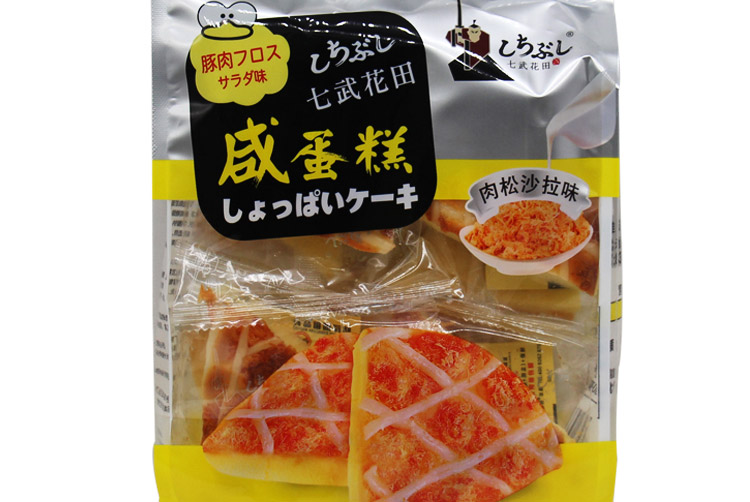 豚肉フロス
サラダ味
しちぶし
七武花田
咸蛋糕
しょっぱいケーキ
しちぶし®
七武花田
肉松沙拉味